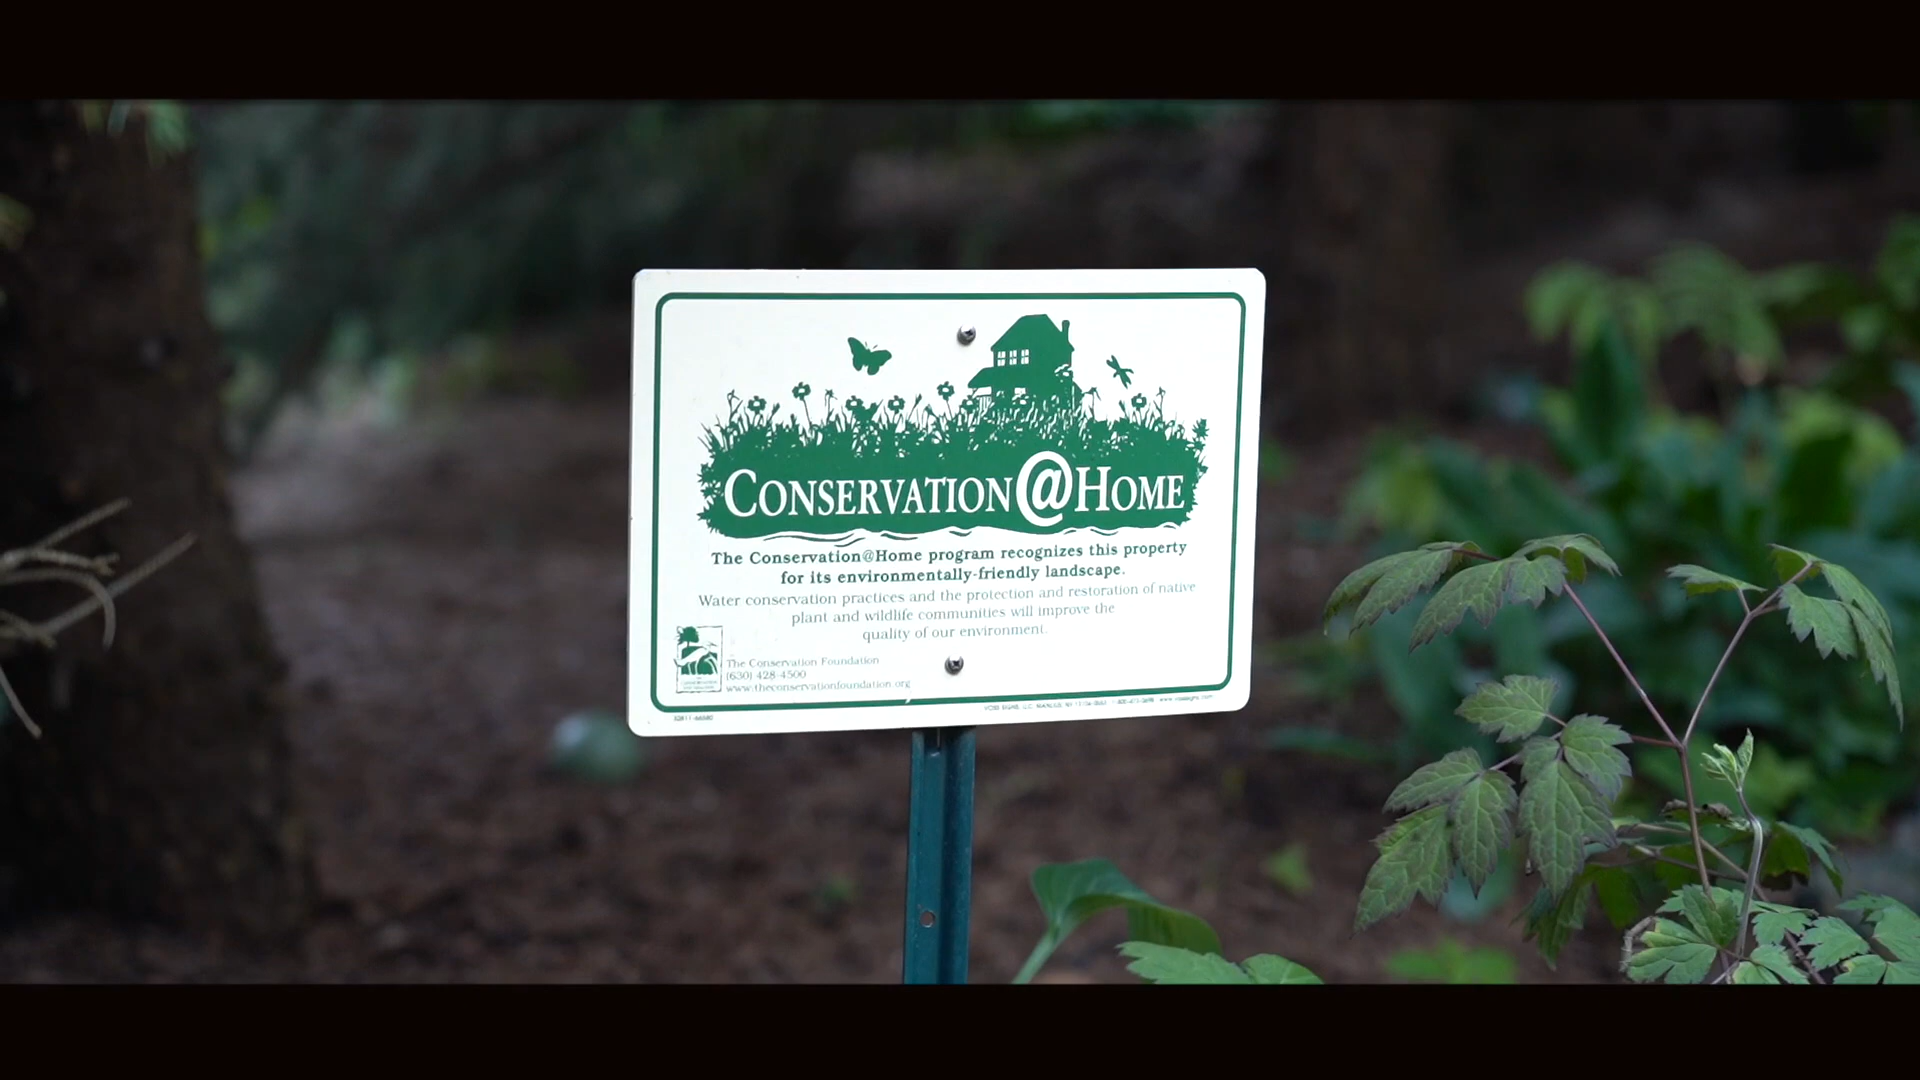 CONSERVATION@HOME
The Conservation@Home program recognizes this property
for its environmentally-friendly landscape.
Water conservation practices and the protection and restoration of native
plant and wildlife communities will improve the
quality of our environment.
The Conservation Foundation
(630) 428-4500
www.theconservationfoundation.org